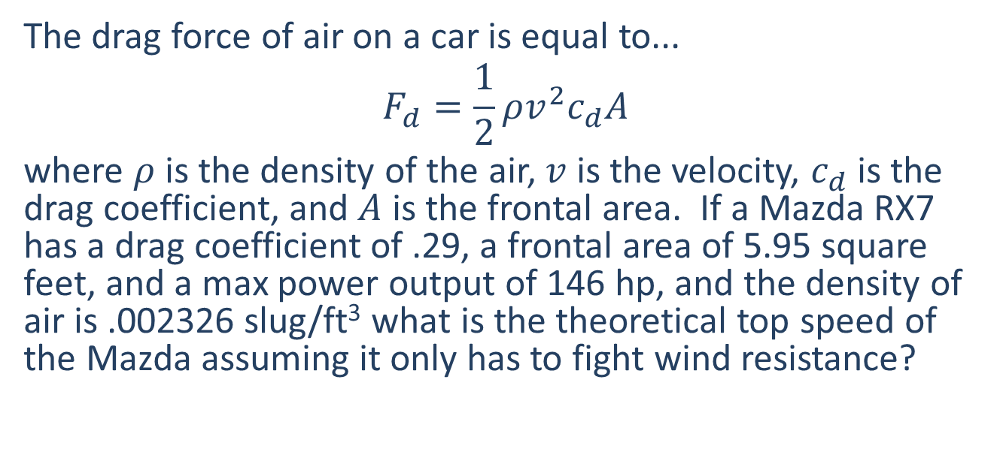 The drag force of air on a car is equal to...
F_d = \frac{1}{2} ρv²c_dA
where ρ is the density of the air, v is the velocity, c_d is the
drag coefficient, and A is the frontal area.  If a Mazda RX7
has a drag coefficient of .29, a frontal area of 5.95 square
feet, and a max power output of 146 hp, and the density of
air is .002326 slug/ft³ what is the theoretical top speed of
the Mazda assuming it only has to fight wind resistance?